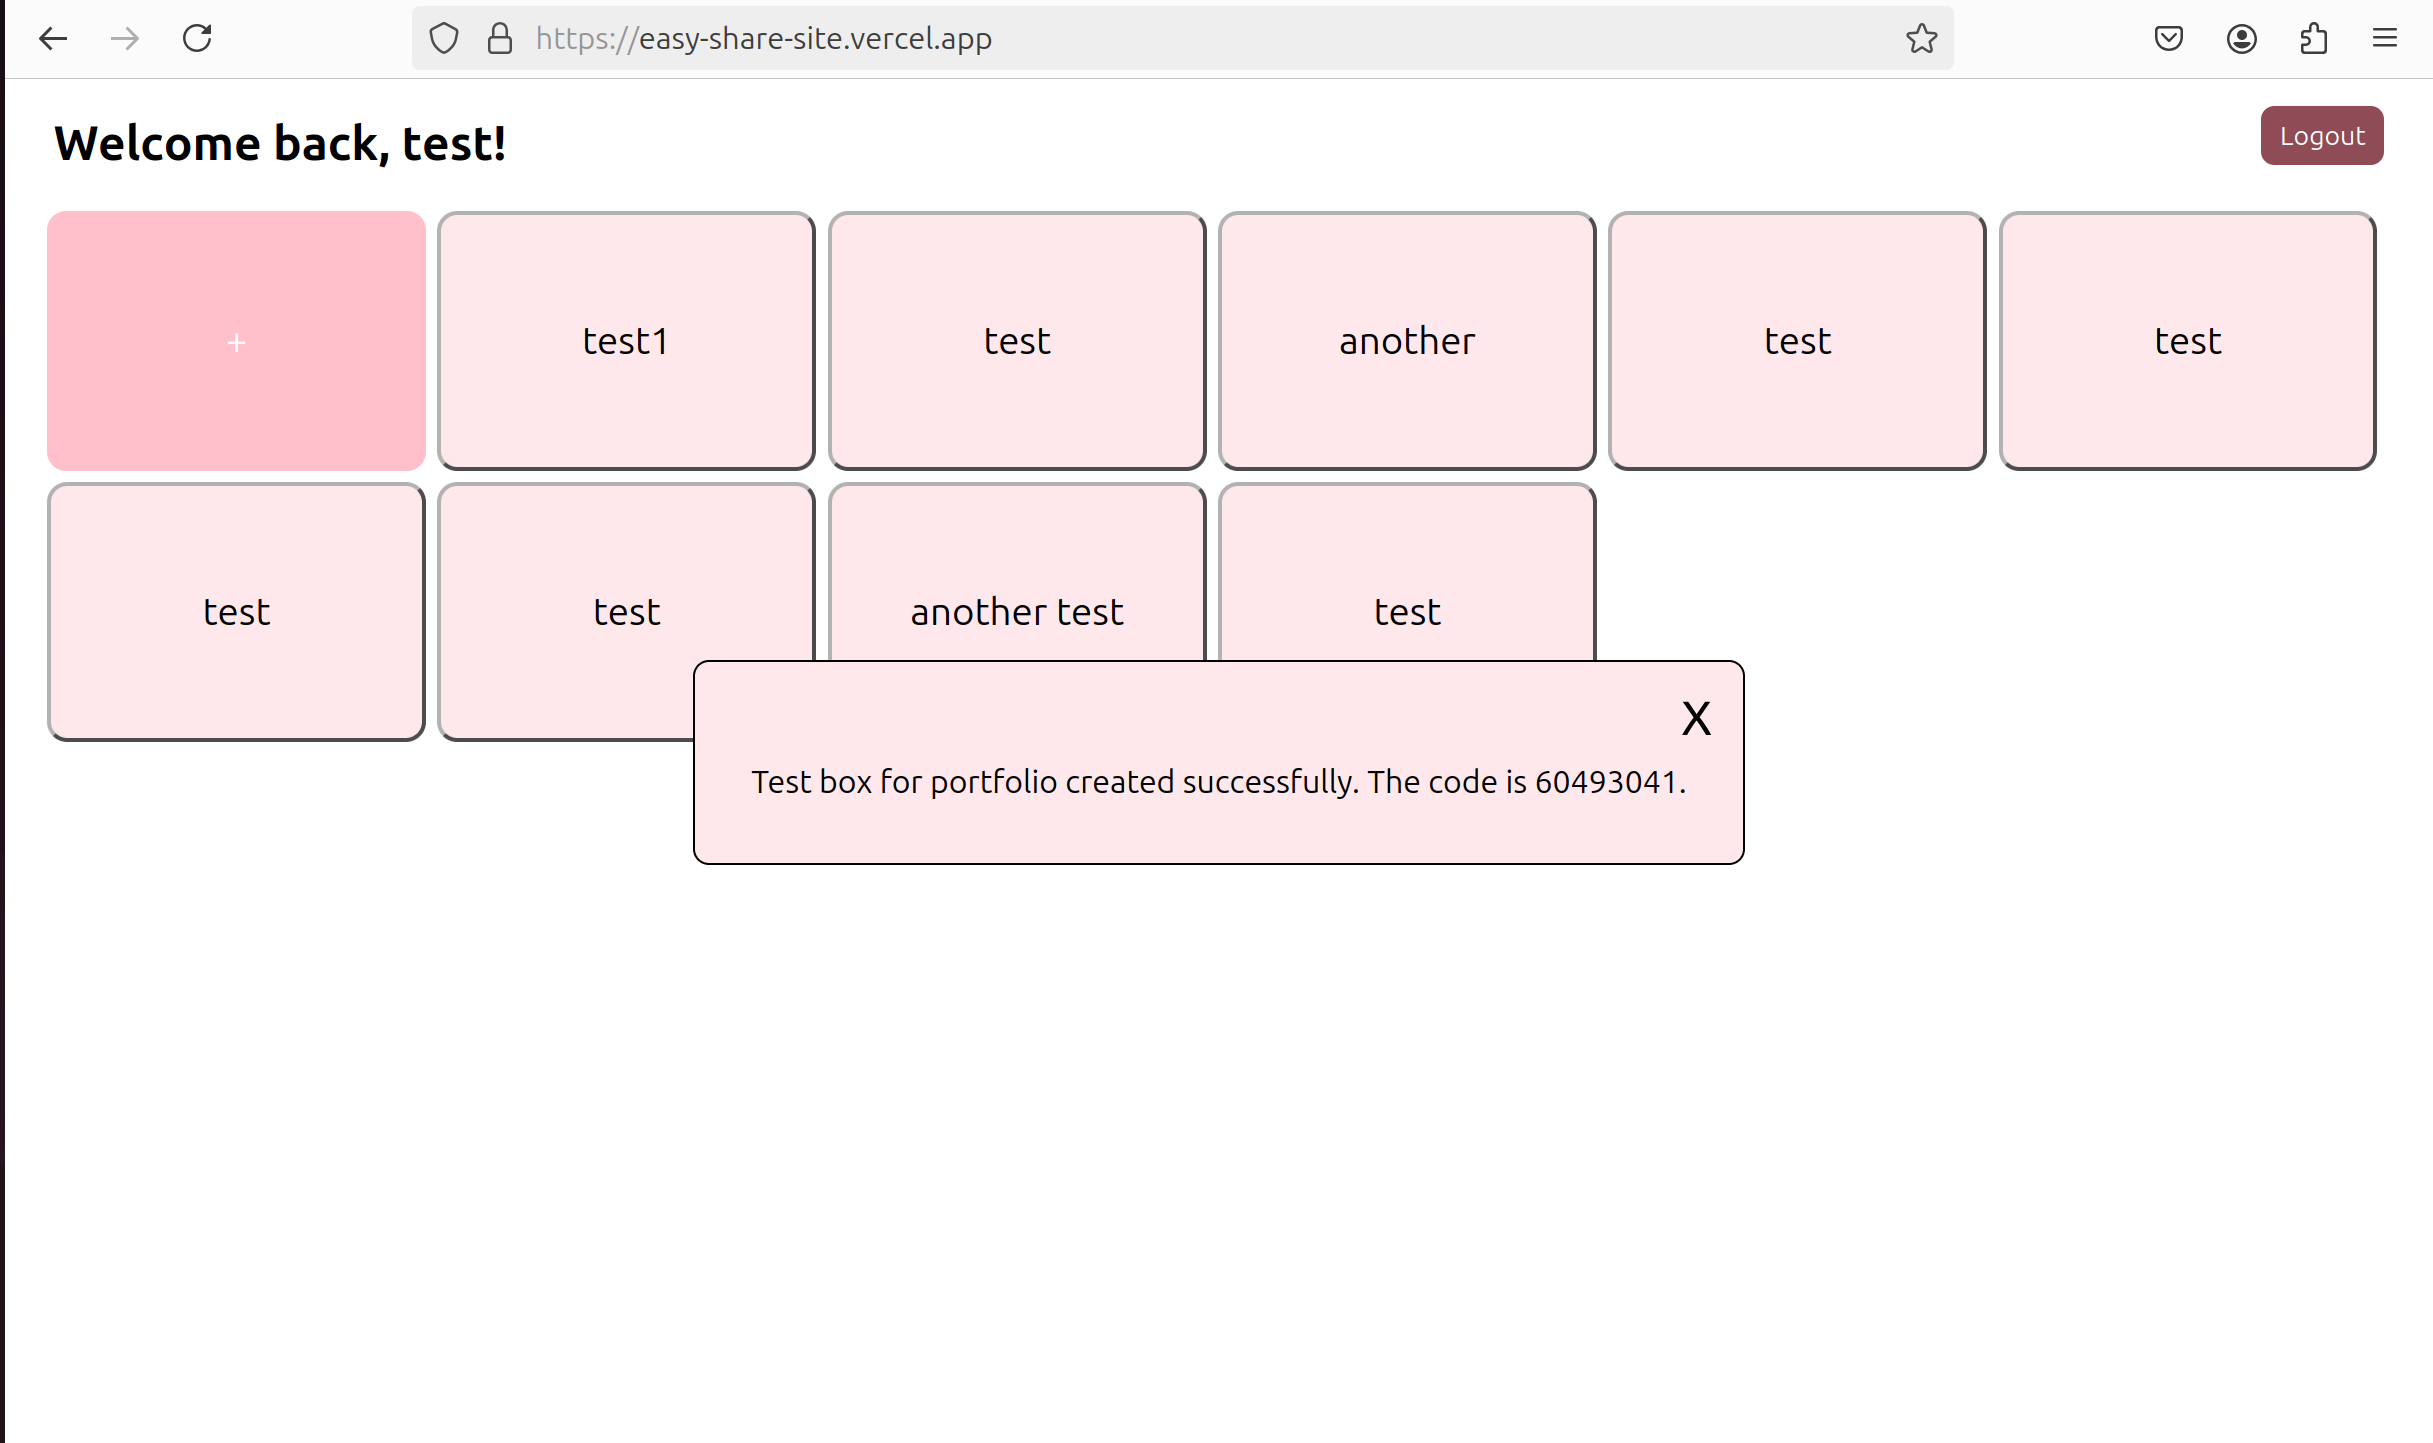 https://easy-share-site.vercel.app
Welcome back, test!
Logout
+
test1
test
another
test
test
test
test
another test
test
X
Test box for portfolio created successfully. The code is 60493041.